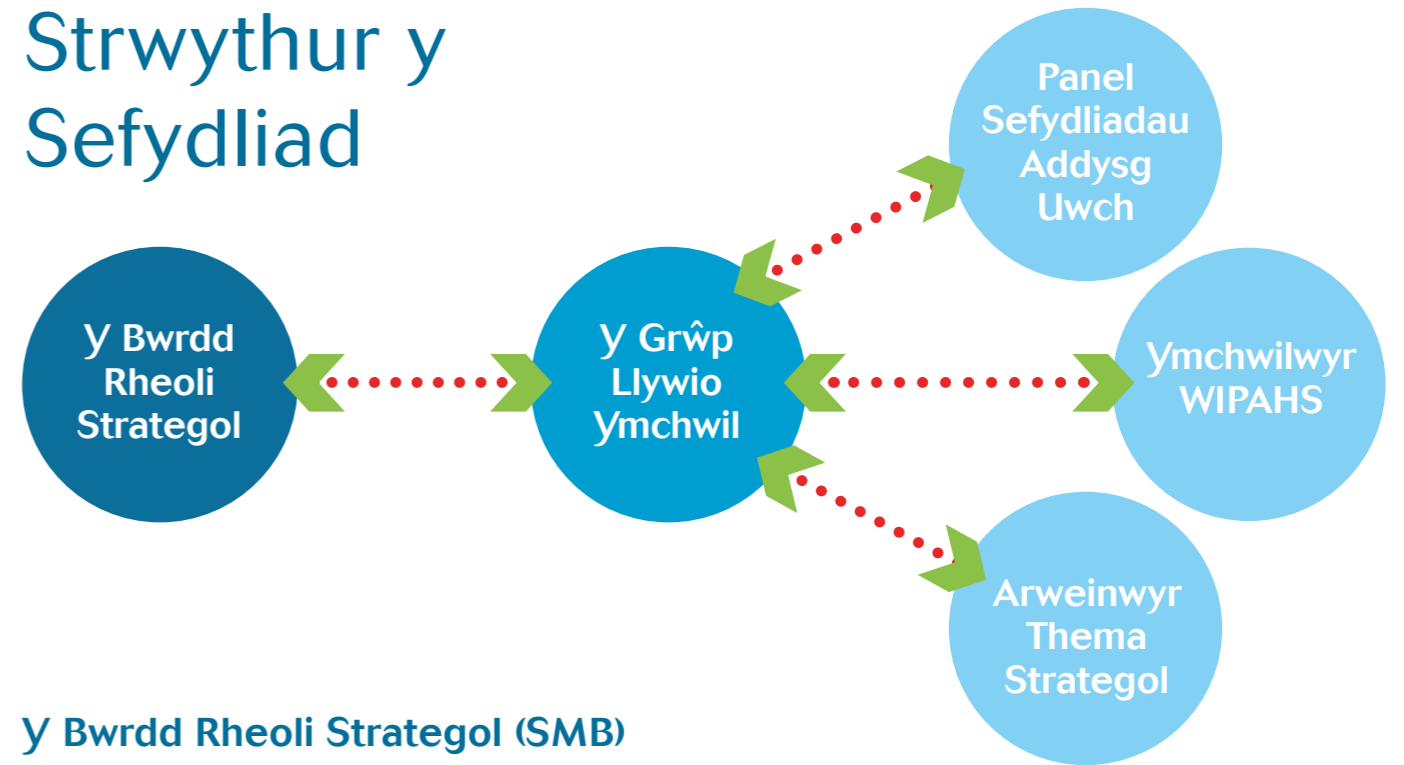 Strwythur y
Sefydliad
Panel
Sefydliadau
Addysg
Uwch
Y Bwrdd
Rheoli
Strategol
Y Grŵp
Llywio
Ymchwil
Ymchwilwyr
WIPAHS
Arweinwyr
Thema
Strategol
Y Bwrdd Rheoli Strategol (SMB)